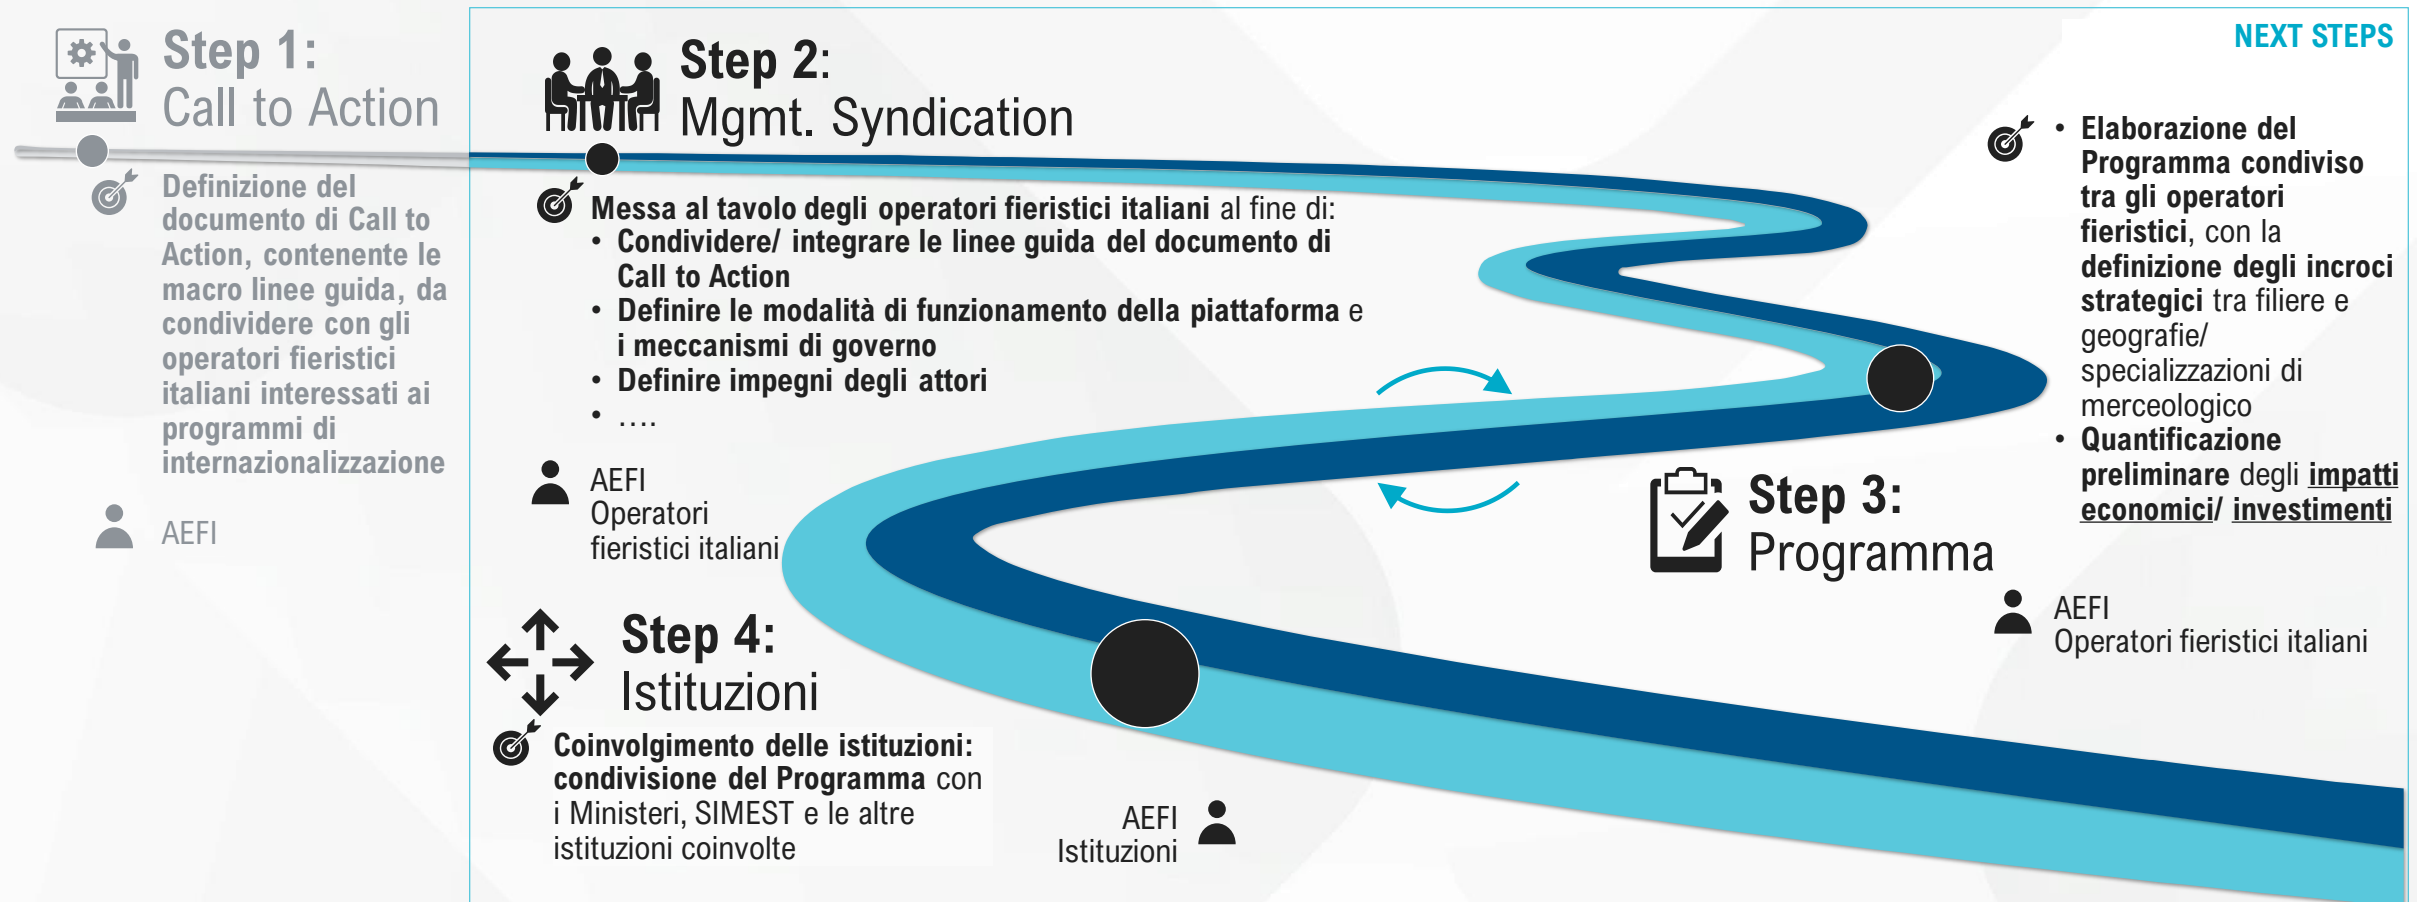 Step 1:
Call to Action
Definizione del
documento di Call to
Action, contenente le
macro linee guida, da
condividere con gli
operatori fieristici
italiani interessati ai
programmi di
internazionalizzazione
AEFI
NEXT STEPS
Step 2:
Mgmt. Syndication
Messa al tavolo degli operatori fieristici italiani al fine di:
• Condividere/ integrare le linee guida del documento di
Call to Action
• Definire le modalità di funzionamento della piattaforma e
i meccanismi di governo
• Definire impegni degli attori
• ....
AEFI
Operatori
fieristici italiani
• Elaborazione del
Programma condiviso
tra gli operatori
fieristici, con la
definizione degli incroci
strategici tra filiere e
geografie/
specializzazioni di
merceologico
• Quantificazione
preliminare degli impatti
economici/ investimenti
Step 3:
Programma
AEFI
Operatori fieristici italiani
Step 4:
Istituzioni
Coinvolgimento delle istituzioni:
condivisione del Programma con
i Ministeri, SIMEST e le altre
istituzioni coinvolte
AEFI
Istituzioni